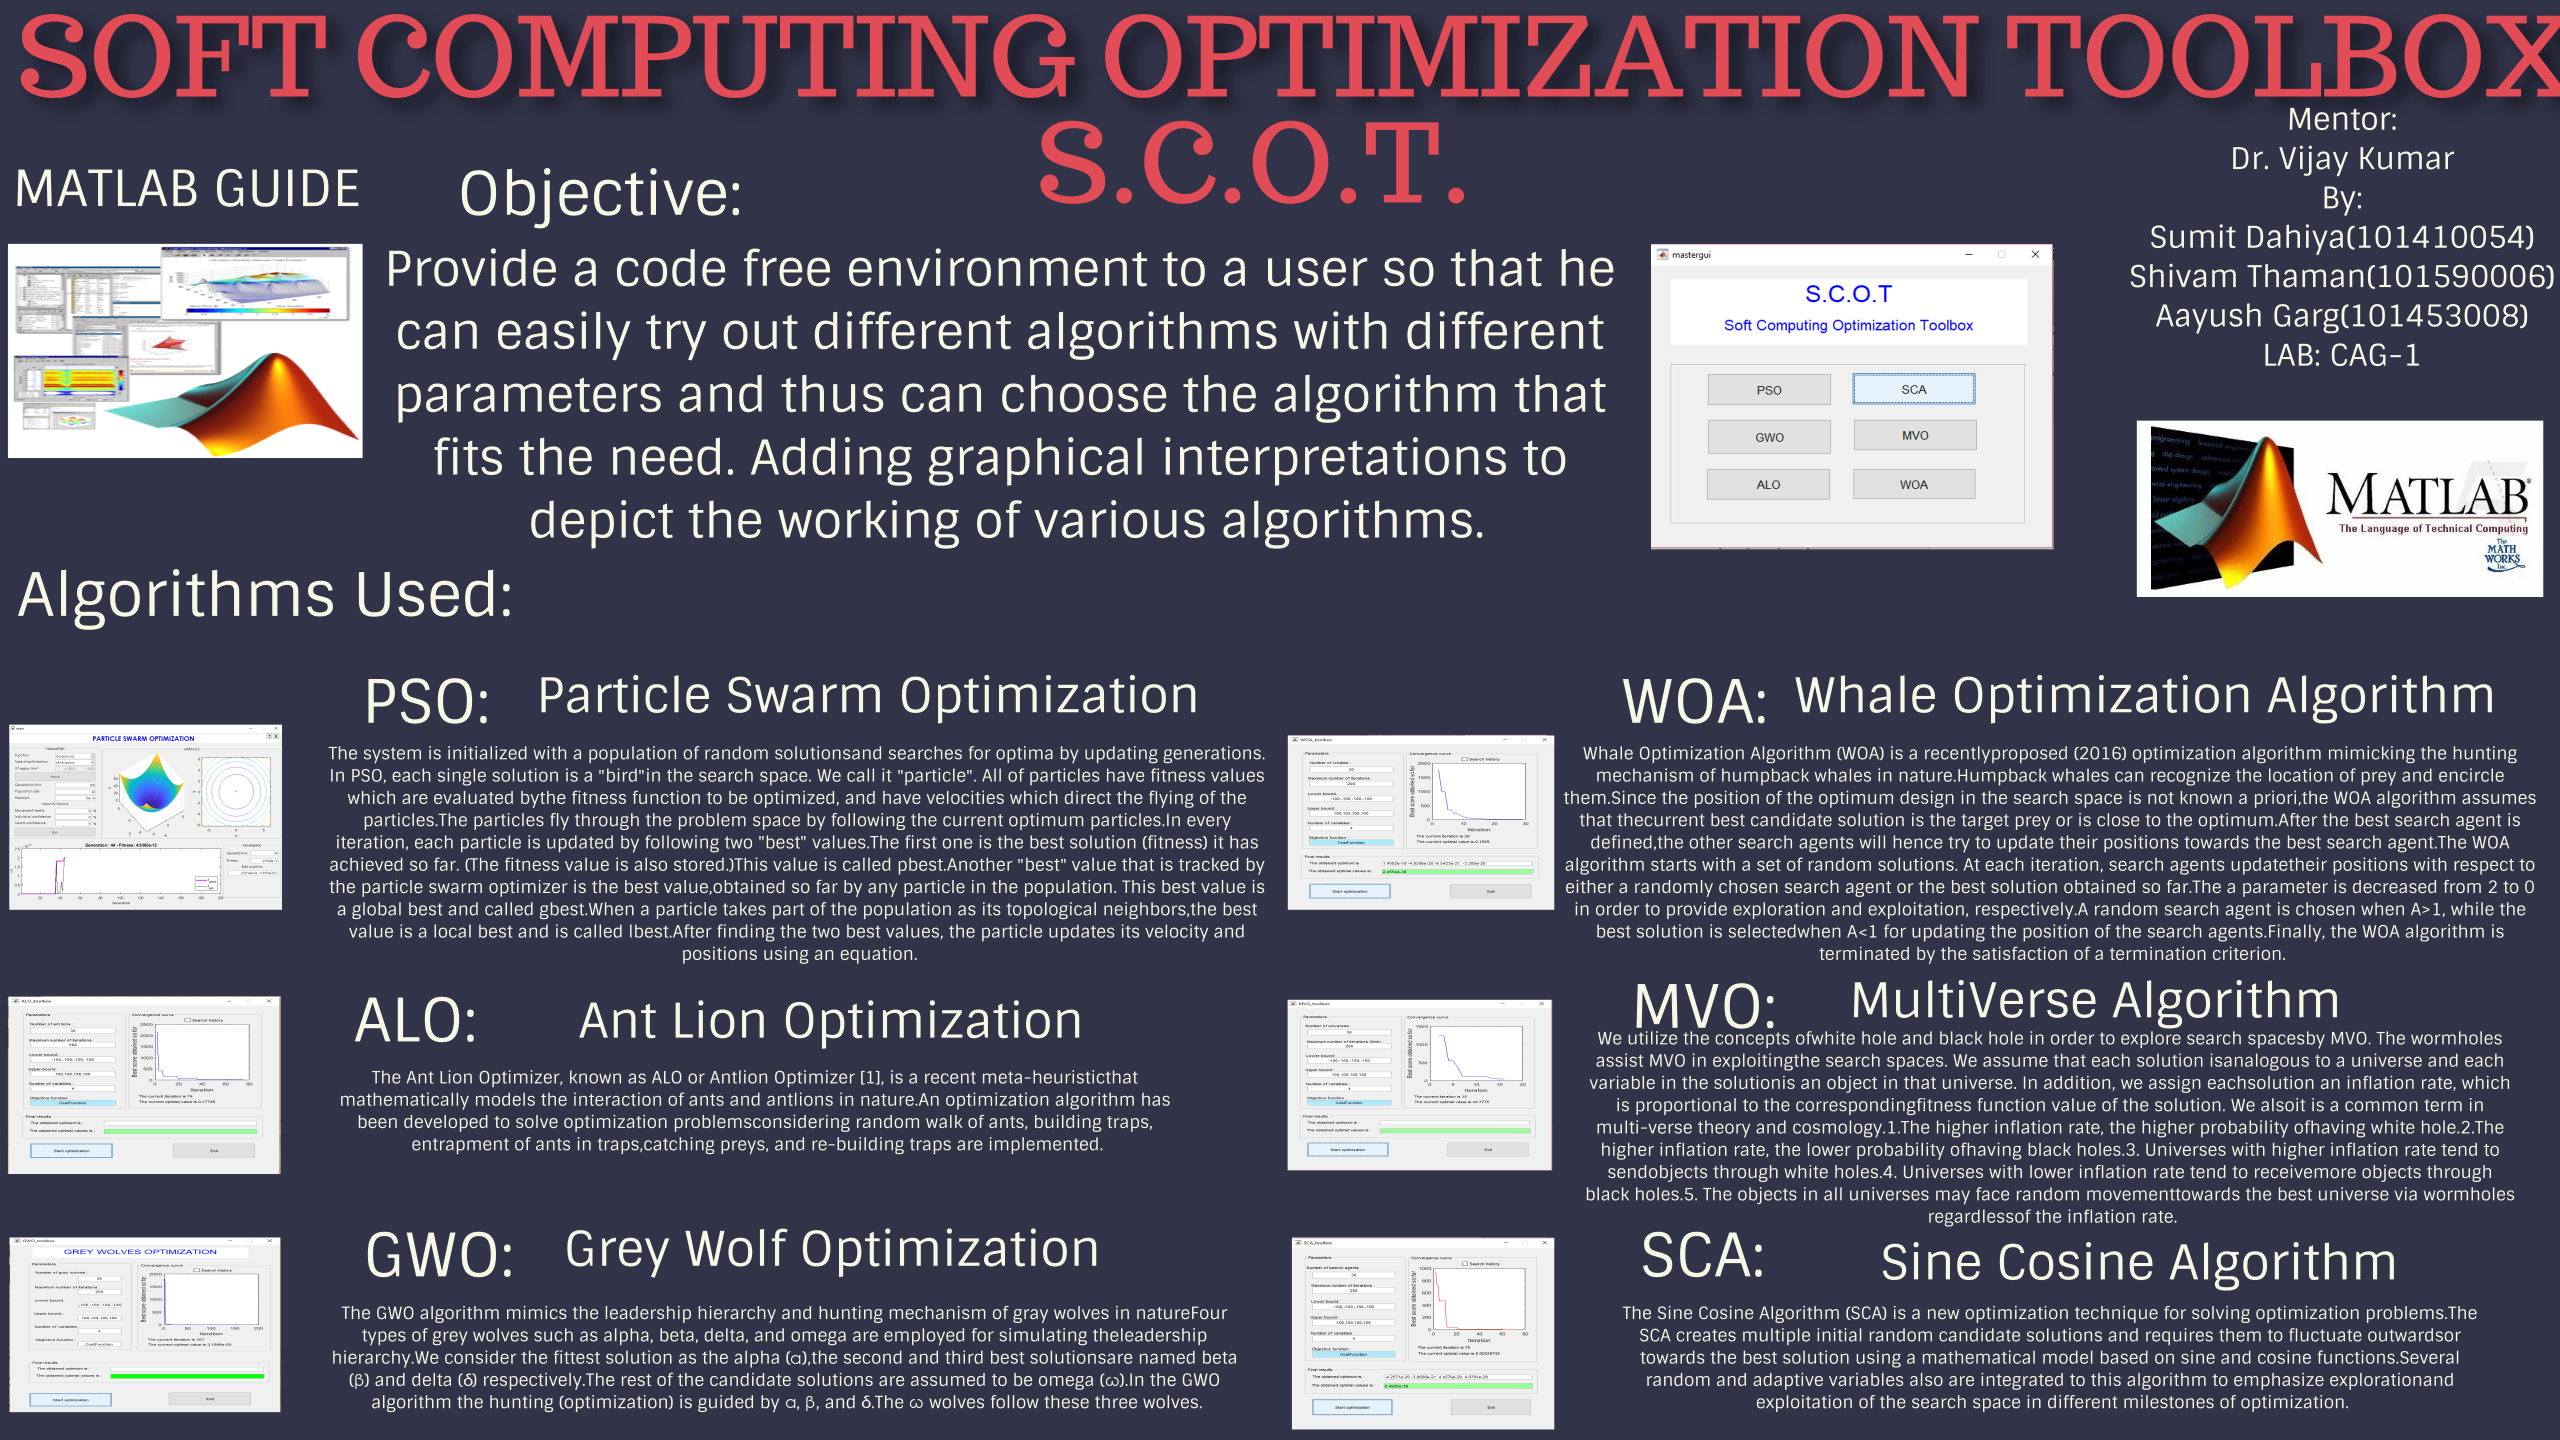 SOFT COMPUTING OPTIMIZATION TOOLBOX
S.C.O.T.
Mentor:
Dr. Vijay Kumar
By:
Sumit Dahiya(101410054)
Shivam Thaman(101590006)
Aayush Garg(101453008)
LAB: CAG-1
MATLAB GUIDE
Objective:
Provide a code free environment to a user so that he
can easily try out different algorithms with different
parameters and thus can choose the algorithm that
fits the need. Adding graphical interpretations to
depict the working of various algorithms.
mastergui
S.C.O.T
Soft Computing Optimization Toolbox
PSO
SCA
GWO
MVO
ALO
WOA
MATLAB
The Language of Technical Computing
The
MATH
WORKS
Inc.
Algorithms Used:
PSO: Particle Swarm Optimization
The system is initialized with a population of random solutionsand searches for optima by updating generations.
In PSO, each single solution is a "bird"in the search space. We call it "particle". All of particles have fitness values
which are evaluated bythe fitness function to be optimized, and have velocities which direct the flying of the
particles.The particles fly through the problem space by following the current optimum particles.In every
iteration, each particle is updated by following two "best" values.The first one is the best solution (fitness) it has
achieved so far. (The fitness value is also stored.)This value is called pbest.Another "best" value that is tracked by
the particle swarm optimizer is the best value,obtained so far by any particle in the population. This best value is
a global best and called gbest.When a particle takes part of the population as its topological neighbors,the best
value is a local best and is called lbest.After finding the two best values, the particle updates its velocity and
positions using an equation.
PARTICLE SWARM OPTIMIZATION
ALO: Ant Lion Optimization
The Ant Lion Optimizer, known as ALO or Antlion Optimizer [1], is a recent meta-heuristicthat
mathematically models the interaction of ants and antlions in nature.An optimization algorithm has
been developed to solve optimization problemsconsidering random walk of ants, building traps,
entrapment of ants in traps,catching preys, and re-building traps are implemented.
ALO_toolbox
Start optimization
Exit
GWO: Grey Wolf Optimization
The GWO algorithm mimics the leadership hierarchy and hunting mechanism of gray wolves in natureFour
types of grey wolves such as alpha, beta, delta, and omega are employed for simulating theleadership
hierarchy.We consider the fittest solution as the alpha (α),the second and third best solutionsare named beta
(β) and delta (δ) respectively.The rest of the candidate solutions are assumed to be omega (ω).In the GWO
algorithm the hunting (optimization) is guided by α, β, and δ.The ω wolves follow these three wolves.
GWO_toolbox
GREY WOLVES OPTIMIZATION
Start optimization
Exit
WOA: Whale Optimization Algorithm
Whale Optimization Algorithm (WOA) is a recentlyproposed (2016) optimization algorithm mimicking the hunting
mechanism of humpback whales in nature.Humpback whales can recognize the location of prey and encircle
them.Since the position of the optimum design in the search space is not known a priori,the WOA algorithm assumes
that thecurrent best candidate solution is the target prey or is close to the optimum.After the best search agent is
defined,the other search agents will hence try to update their positions towards the best search agent.The WOA
algorithm starts with a set of random solutions. At each iteration, search agents updatetheir positions with respect to
either a randomly chosen search agent or the best solution obtained so far.The a parameter is decreased from 2 to 0
in order to provide exploration and exploitation, respectively.A random search agent is chosen when A>1, while the
best solution is selectedwhen A<1 for updating the position of the search agents.Finally, the WOA algorithm is
terminated by the satisfaction of a termination criterion.
WOA_toolbox
Start optimization
Exit
MVO: MultiVerse Algorithm
We utilize the concepts ofwhite hole and black hole in order to explore search spacesby MVO. The wormholes
assist MVO in exploitingthe search spaces. We assume that each solution isanalogous to a universe and each
variable in the solutionis an object in that universe. In addition, we assign eachsolution an inflation rate, which
is proportional to the correspondingfitness function value of the solution. We alsoit is a common term in
multi-verse theory and cosmology.1.The higher inflation rate, the higher probability ofhaving white hole.2.The
higher inflation rate, the lower probability ofhaving black holes.3. Universes with higher inflation rate tend to
sendobjects through white holes.4. Universes with lower inflation rate tend to receivemore objects through
black holes.5. The objects in all universes may face random movementtowards the best universe via wormholes
regardlessof the inflation rate.
MVO_toolbox
Start optimization
Exit
SCA: Sine Cosine Algorithm
The Sine Cosine Algorithm (SCA) is a new optimization technique for solving optimization problems.The
SCA creates multiple initial random candidate solutions and requires them to fluctuate outwardsor
towards the best solution using a mathematical model based on sine and cosine functions.Several
random and adaptive variables also are integrated to this algorithm to emphasize explorationand
exploitation of the search space in different milestones of optimization.
SCA_toolbox
Start optimization
Exit